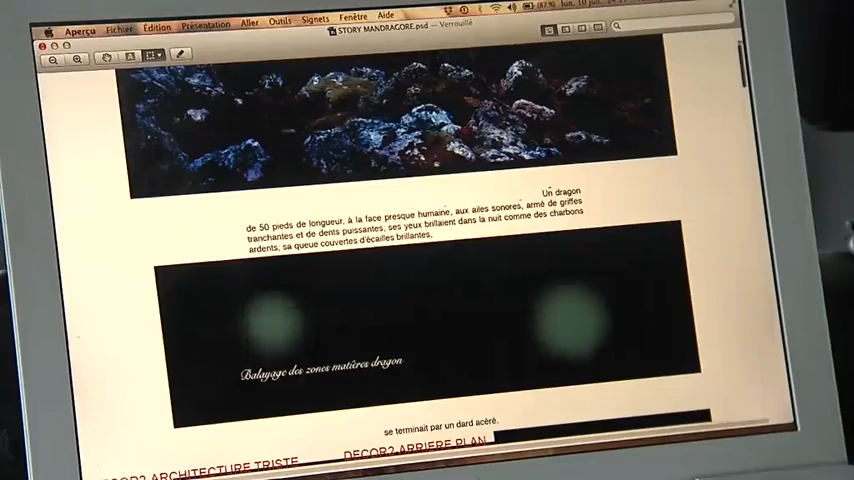 Aperçu Fichier Édition Présentation Aller Outils Signets Fenêtre Aide
STORY MANDRAGORE.psd — Verrouillé
Un dragon
de 50 pieds de longueur, à la face presque humaine, aux ailes sonores, armé de griffes
tranchantes et de dents puissantes, ses yeux brillaient dans la nuit comme des charbons
ardents, sa queue couvertes d'écailles brillantes,
Balayage des zones matières dragon
se terminait par un dard acéré.
DECOR2 ARCHITECTURE TRISTE DECOR2 ARRIERE PLAN